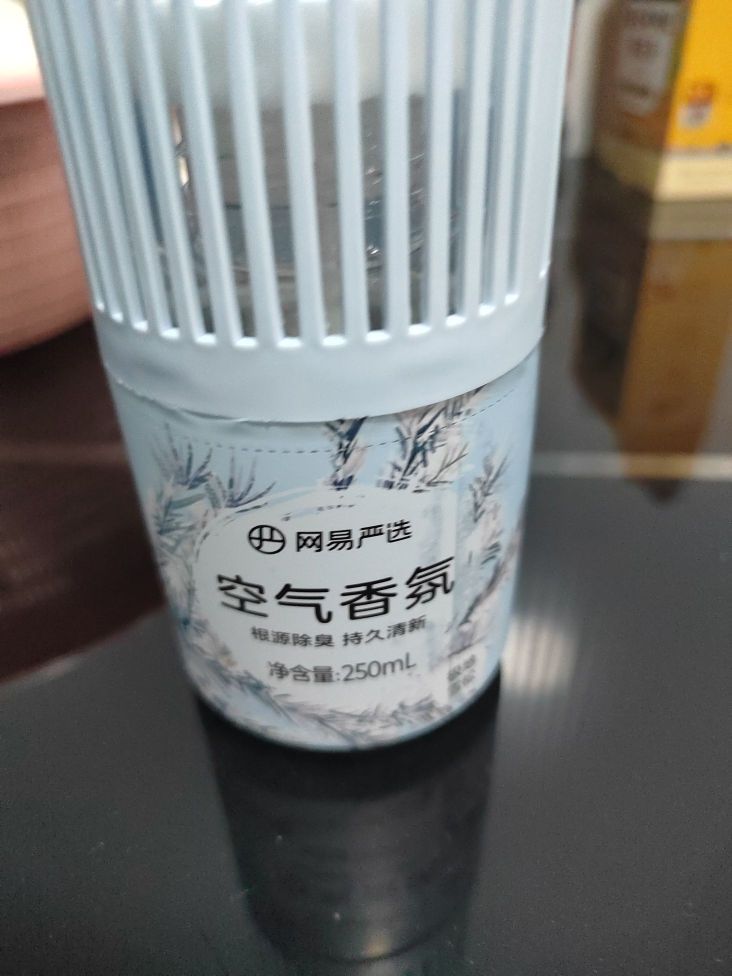 网易严选
空气香氛
根源除臭 持久清新
净含量:250mL